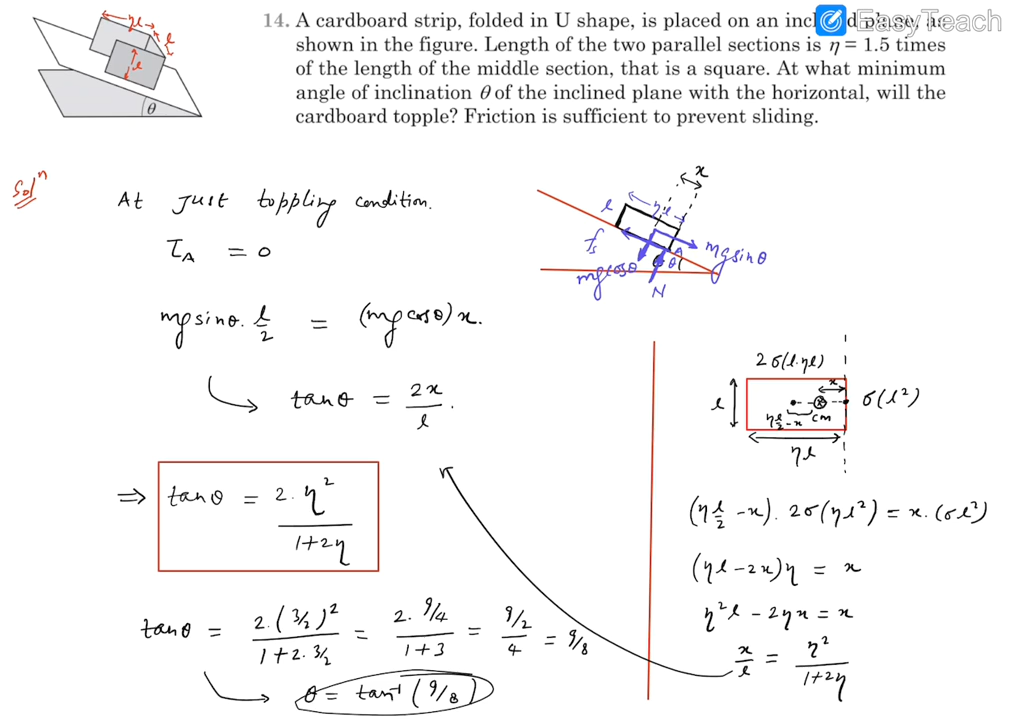 EasyTeach
14. A cardboard strip, folded in U shape, is placed on an inclined plane, as
shown in the figure. Length of the two parallel sections is η = 1.5 times
of the length of the middle section, that is a square. At what minimum
angle of inclination θ of the inclined plane with the horizontal, will the
cardboard topple? Friction is sufficient to prevent sliding.
ηl
l
l
θ
Solⁿ
At just toppling condition.
τ_A = 0
mg sinθ. l/2 = (mg cosθ) x.
tanθ = 2x/l.
⇒ tanθ = 2. η²/(1+2η)
tanθ = 2.(3/2)²/(1+2.3/2) = 2. 9/4/(1+3) = 9/2/4 = 9/8
θ = tan⁻¹(9/8)
x
l
ηl
f_s
mg cosθ
A
θ
mg sinθ
N
2σ(l.ηl)
l
x
σ(l²)
ηl/2 - x
cm
ηl
(ηl/2 - x). 2σ(ηl²) = x. (σl²)
(ηl - 2x)η = x
η²l - 2ηx = x
x/l = η²/(1+2η)